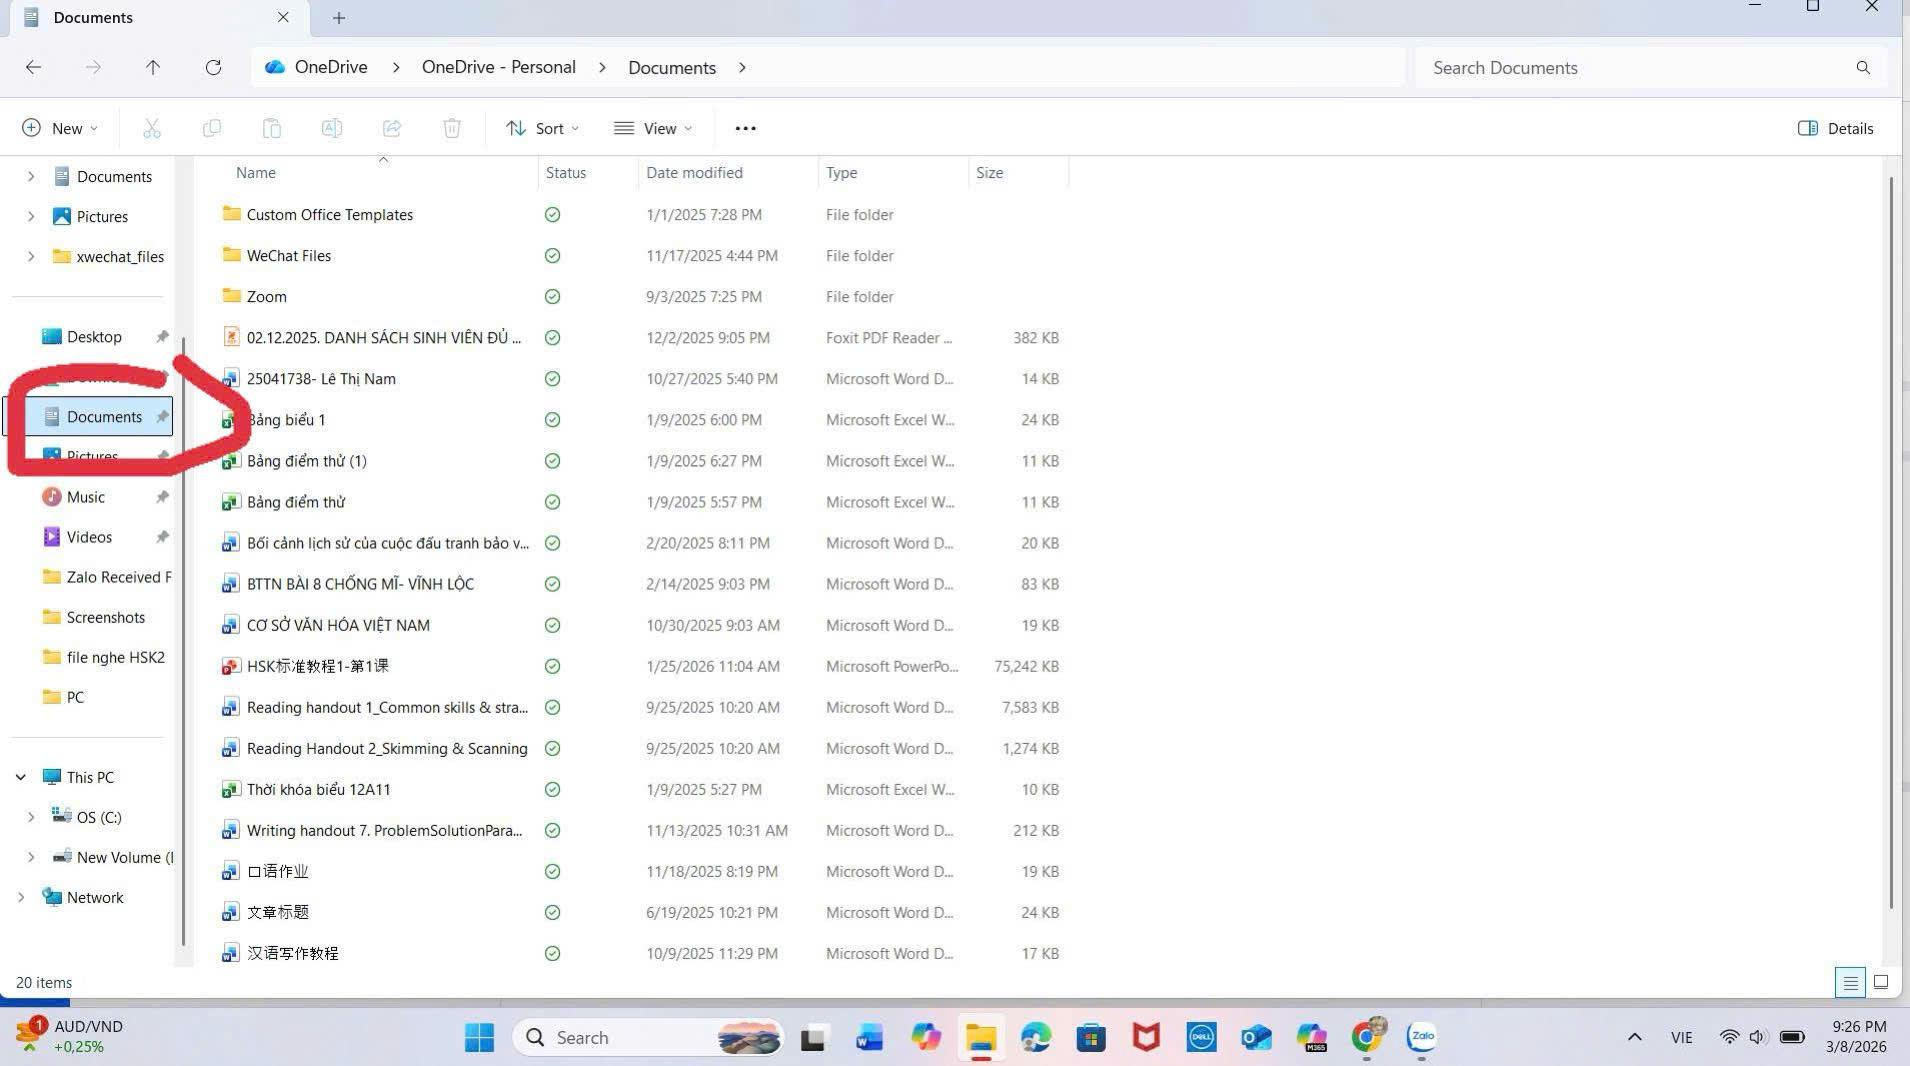 Documents
OneDrive > OneDrive - Personal > Documents >
Search Documents
New
Sort
View
Details
Documents
Pictures
xwechat_files
Desktop
Documents
Pictures
Music
Videos
Zalo Received F
Screenshots
file nghe HSK2
PC
This PC
OS (C:)
New Volume (
Network
Name Status Date modified Type Size
Custom Office Templates 1/1/2025 7:28 PM File folder
WeChat Files 11/17/2025 4:44 PM File folder
Zoom 9/3/2025 7:25 PM File folder
02.12.2025. DANH SÁCH SINH VIÊN ĐỦ ... 12/2/2025 9:05 PM Foxit PDF Reader ... 382 KB
25041738- Lê Thị Nam 10/27/2025 5:40 PM Microsoft Word D... 14 KB
Bảng biểu 1 1/9/2025 6:00 PM Microsoft Excel W... 24 KB
Bảng điểm thử (1) 1/9/2025 6:27 PM Microsoft Excel W... 11 KB
Bảng điểm thử 1/9/2025 5:57 PM Microsoft Excel W... 11 KB
Bối cảnh lịch sử của cuộc đấu tranh bảo v... 2/20/2025 8:11 PM Microsoft Word D... 20 KB
BTTN BÀI 8 CHỐNG MĨ- VĨNH LỘC 2/14/2025 9:03 PM Microsoft Word D... 83 KB
CƠ SỞ VĂN HÓA VIỆT NAM 10/30/2025 9:03 AM Microsoft Word D... 19 KB
HSK标准教程1-第1课 1/25/2026 11:04 AM Microsoft PowerPo... 75,242 KB
Reading handout 1_Common skills & stra... 9/25/2025 10:20 AM Microsoft Word D... 7,583 KB
Reading Handout 2_Skimming & Scanning 9/25/2025 10:20 AM Microsoft Word D... 1,274 KB
Thời khóa biểu 12A11 1/9/2025 5:27 PM Microsoft Excel W... 10 KB
Writing handout 7. ProblemSolutionPara... 11/13/2025 10:31 AM Microsoft Word D... 212 KB
口语作业 11/18/2025 8:19 PM Microsoft Word D... 19 KB
文章标题 6/19/2025 10:21 PM Microsoft Word D... 24 KB
汉语写作教程 10/9/2025 11:29 PM Microsoft Word D... 17 KB
20 items
1
AUD/VND
+0,25%
Search
DELL
M365
Zalo
VIE
9:26 PM
3/8/2026